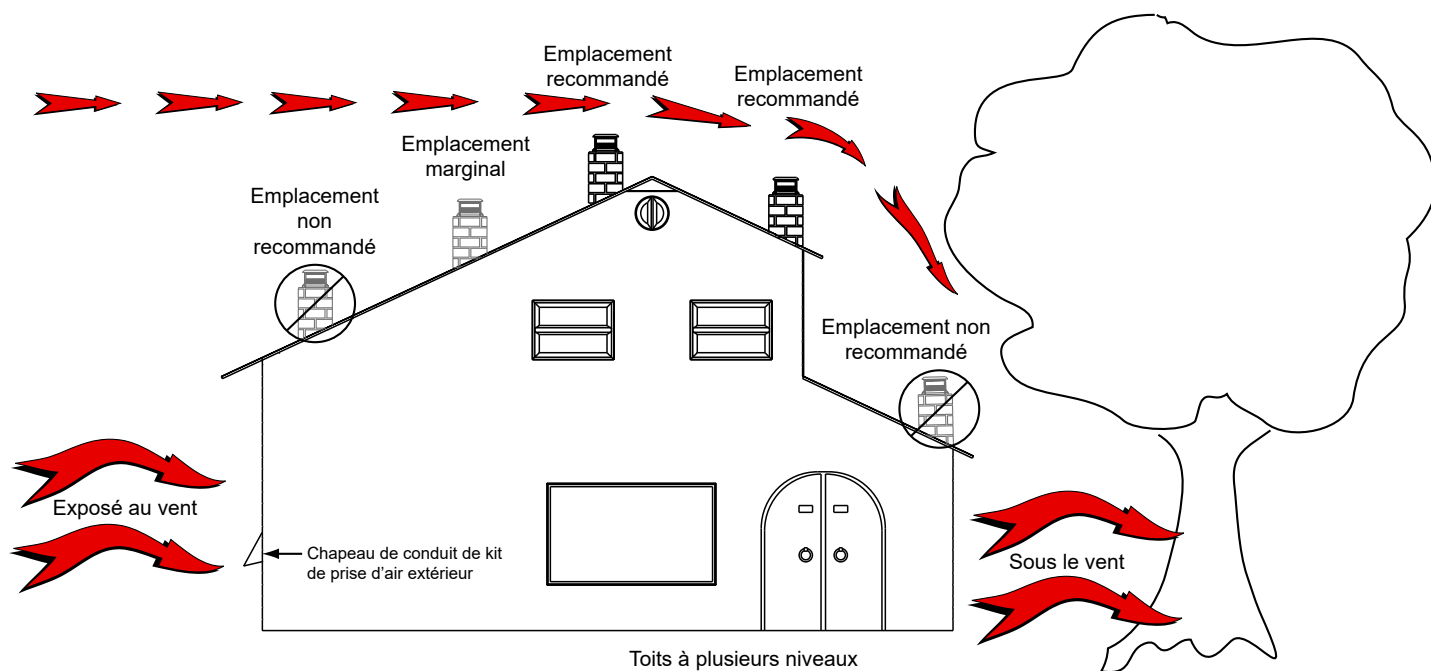 Emplacement
recommandé
Emplacement
recommandé
Emplacement
marginal
Emplacement
non
recommandé
Emplacement non
recommandé
Exposé au vent
Chapeau de conduit de kit
de prise d'air extérieur
Sous le vent
Toits à plusieurs niveaux